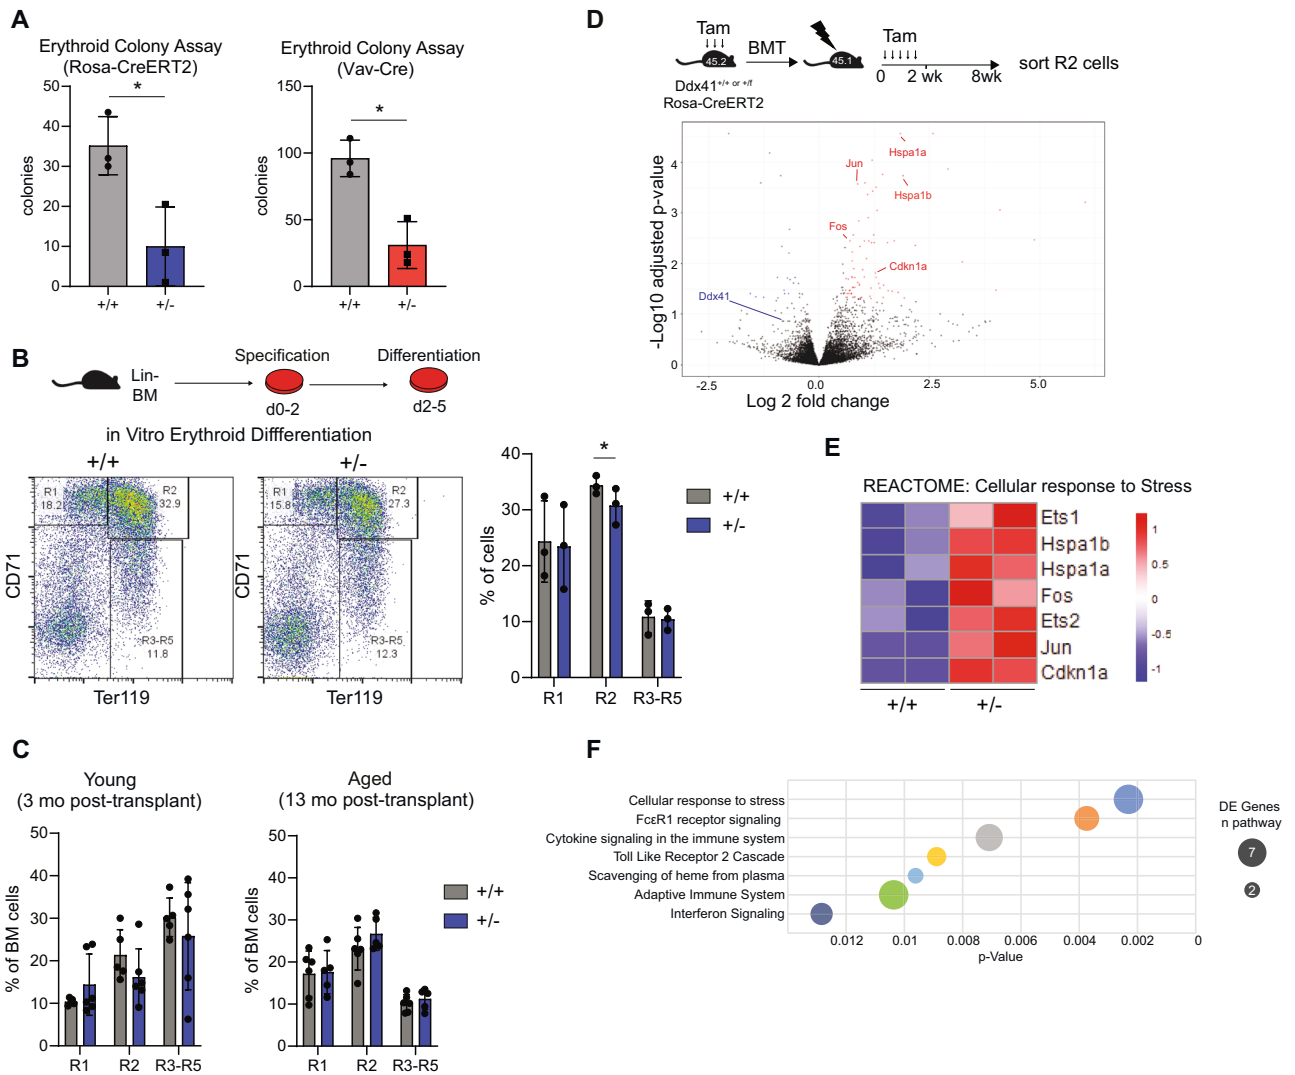 A
Erythroid Colony Assay
(Rosa-CreERT2)
colonies
50
40
30
20
10
0
*
+/+
+/-
Erythroid Colony Assay
(Vav-Cre)
colonies
150
100
50
0
*
+/+
+/-
B
Lin-
BM
Specification
d0-2
Differentiation
d2-5
in Vitro Erythroid Diffferentiation
+/+
+/-
R1
18.2
R2
32.9
R3-R5
11.8
CD71
Ter119
R1
15.8
R2
27.3
R3-R5
12.3
CD71
Ter119
% of cells
40
30
20
10
0
*
R1
R2
R3-R5
+/+
+/-
C
Young
(3 mo post-transplant)
% of BM cells
50
40
30
20
10
0
R1
R2
R3-R5
Aged
(13 mo post-transplant)
% of BM cells
50
40
30
20
10
0
R1
R2
R3-R5
+/+
+/-
D
Tam
45.2
Ddx41+/+ or +/f
Rosa-CreERT2
BMT
45.1
Tam
0 2 wk 8wk
sort R2 cells
-Log10 adjusted p-value
4
3
2
1
0
Hspa1a
Jun
Hspa1b
Fos
Cdkn1a
Ddx41
-2.5 0.0 2.5 5.0
Log 2 fold change
E
REACTOME: Cellular response to Stress
Ets1
Hspa1b
Hspa1a
Fos
Ets2
Jun
Cdkn1a
1
0.5
0
-0.5
-1
+/+
+/-
F
Cellular response to stress
FcεR1 receptor signaling
Cytokine signaling in the immune system
Toll Like Receptor 2 Cascade
Scavenging of heme from plasma
Adaptive Immune System
Interferon Signaling
0.012 0.01 0.008 0.006 0.004 0.002 0
p-Value
DE Genes
n pathway
7
2